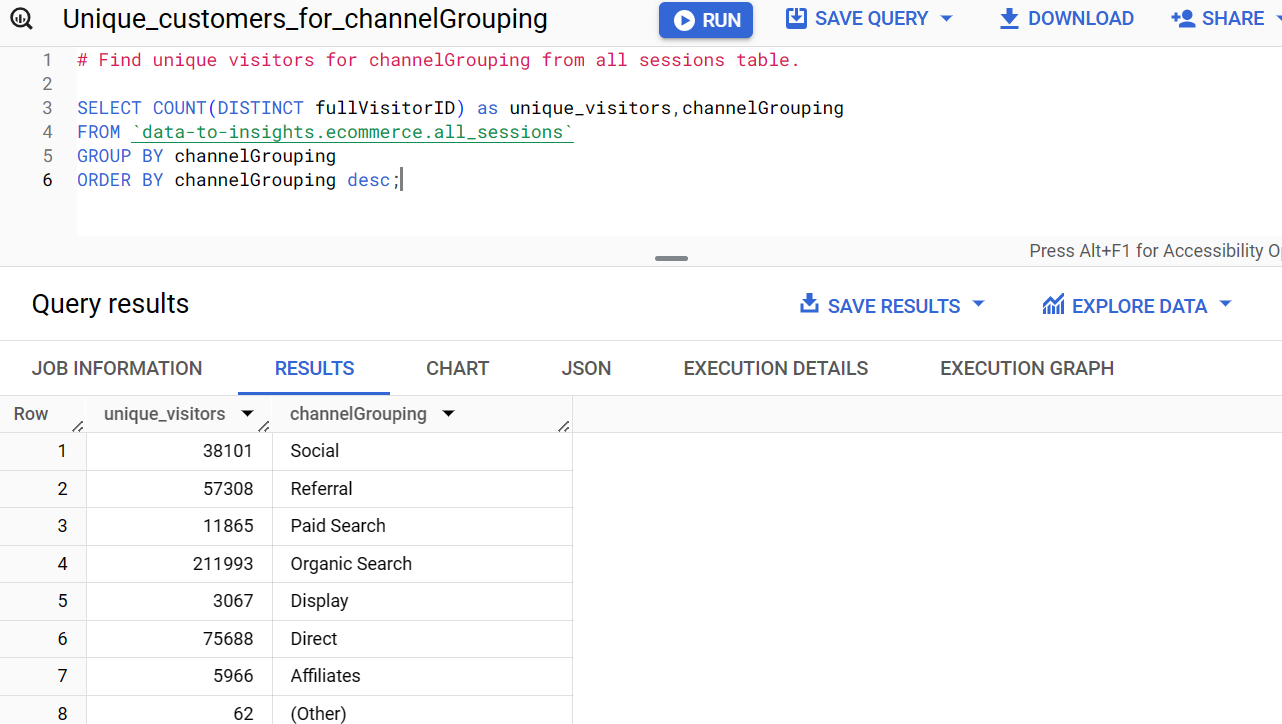 Unique_customers_for_channelGrouping RUN SAVE QUERY DOWNLOAD SHARE
1 # Find unique visitors for channelGrouping from all sessions table.
2
3 SELECT COUNT(DISTINCT fullVisitorID) as unique_visitors,channelGrouping
4 FROM `data-to-insights.ecommerce.all_sessions`
5 GROUP BY channelGrouping
6 ORDER BY channelGrouping desc;
Press Alt+F1 for Accessibility O
Query results SAVE RESULTS EXPLORE DATA
JOB INFORMATION RESULTS CHART JSON EXECUTION DETAILS EXECUTION GRAPH
Row unique_visitors channelGrouping
1 38101 Social
2 57308 Referral
3 11865 Paid Search
4 211993 Organic Search
5 3067 Display
6 75688 Direct
7 5966 Affiliates
8 62 (Other)